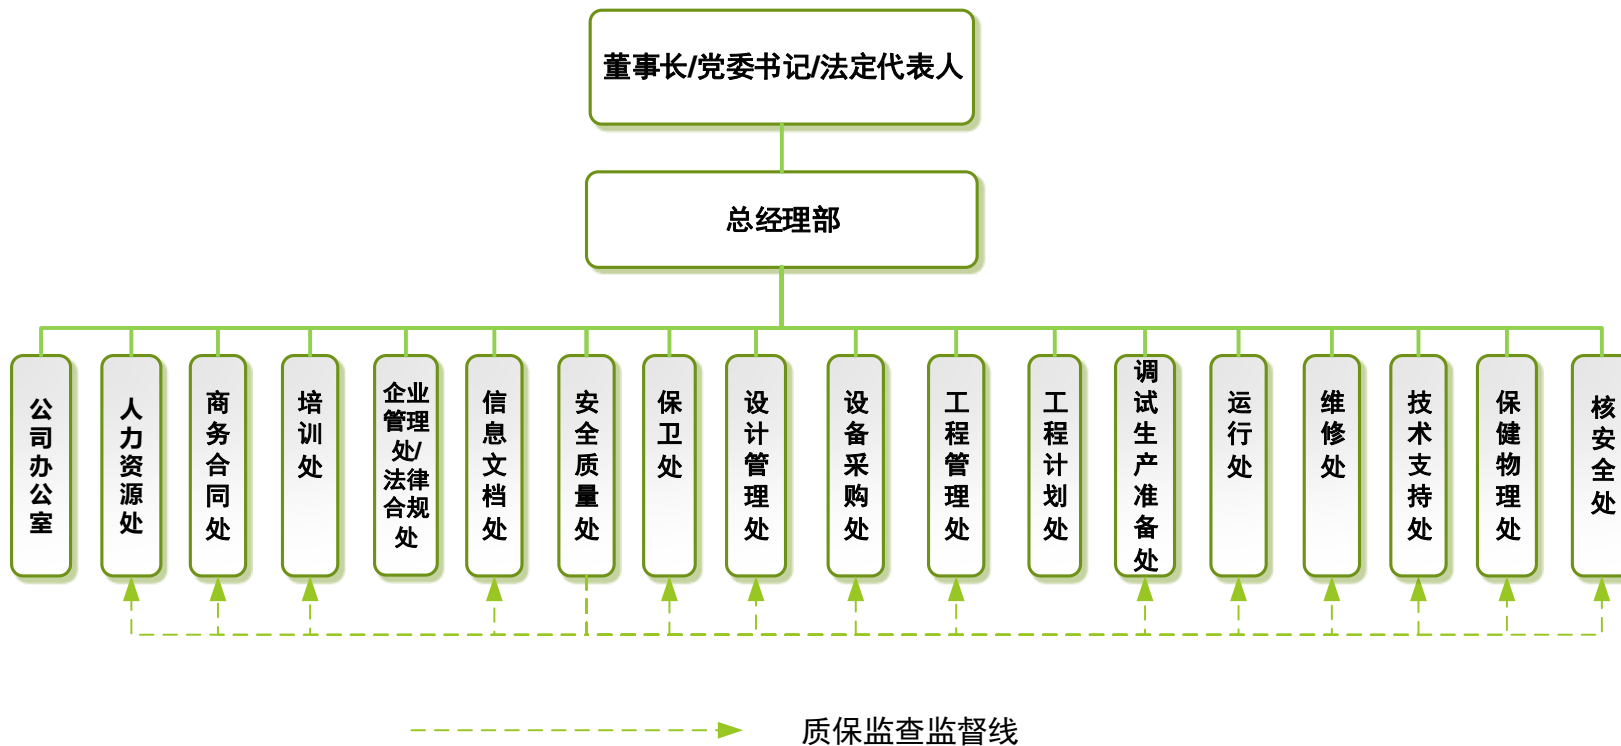 董事长/党委书记/法定代表人
总经理部
公司办公室
人力资源处
商务合同处
培训处
企业
管理
处/
法律
合规
处
信息文档处
安全质量处
保卫处
设计管理处
设备采购处
工程管理处
工程计划处
调试生产准备处
运行处
维修处
技术支持处
保健物理处
核安全处
质保监查监督线